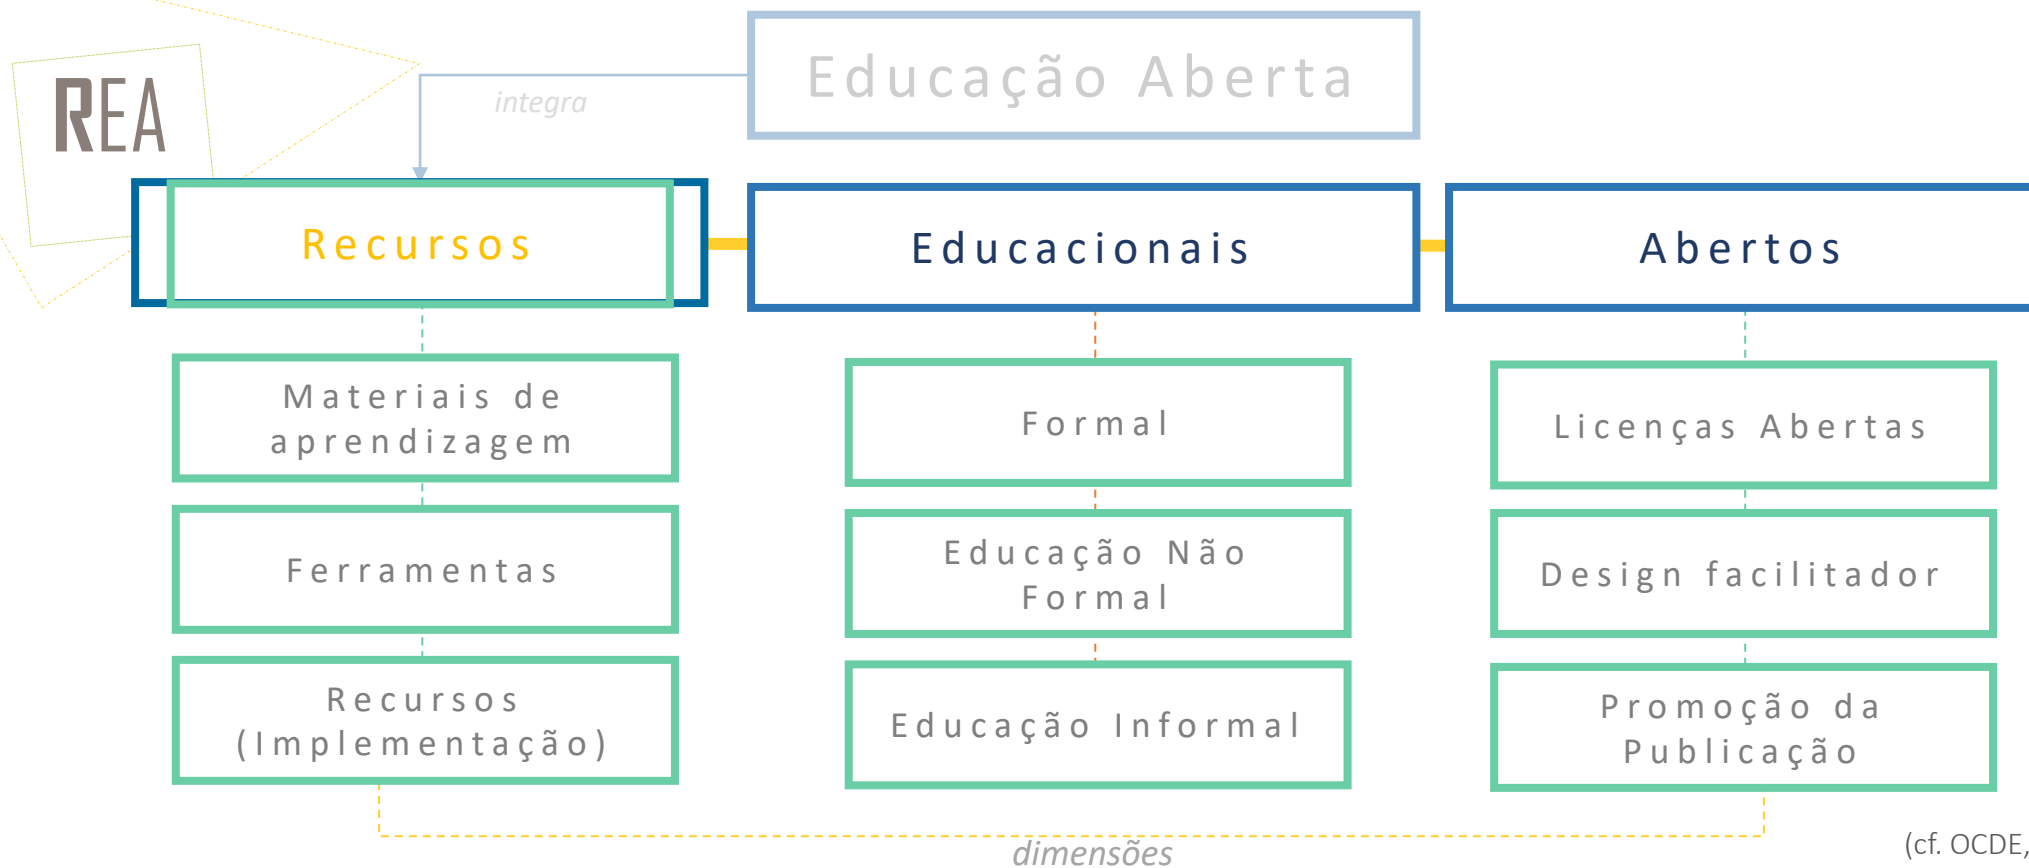 Educação Aberta
integra
REA
Recursos
Educacionais
Abertos
Materiais de
aprendizagem
Ferramentas
Recursos
(Implementação)
Formal
Educação Não
Formal
Educação Informal
Licenças Abertas
Design facilitador
Promoção da
Publicação
dimensões
(cf. OCDE,